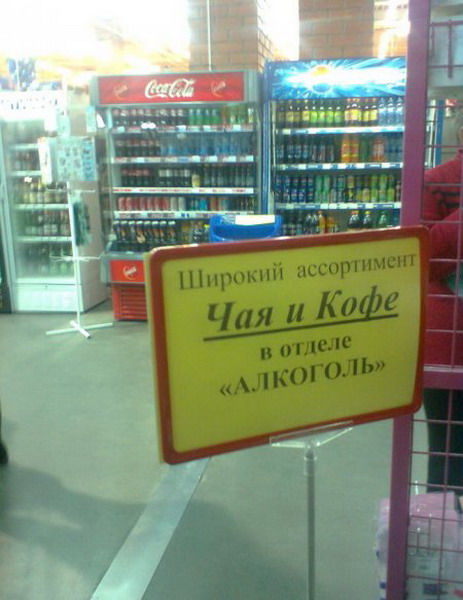 Coca-Cola
Широкий ассортимент
Чая и Кофе
в отделе
«АЛКОГОЛЬ»